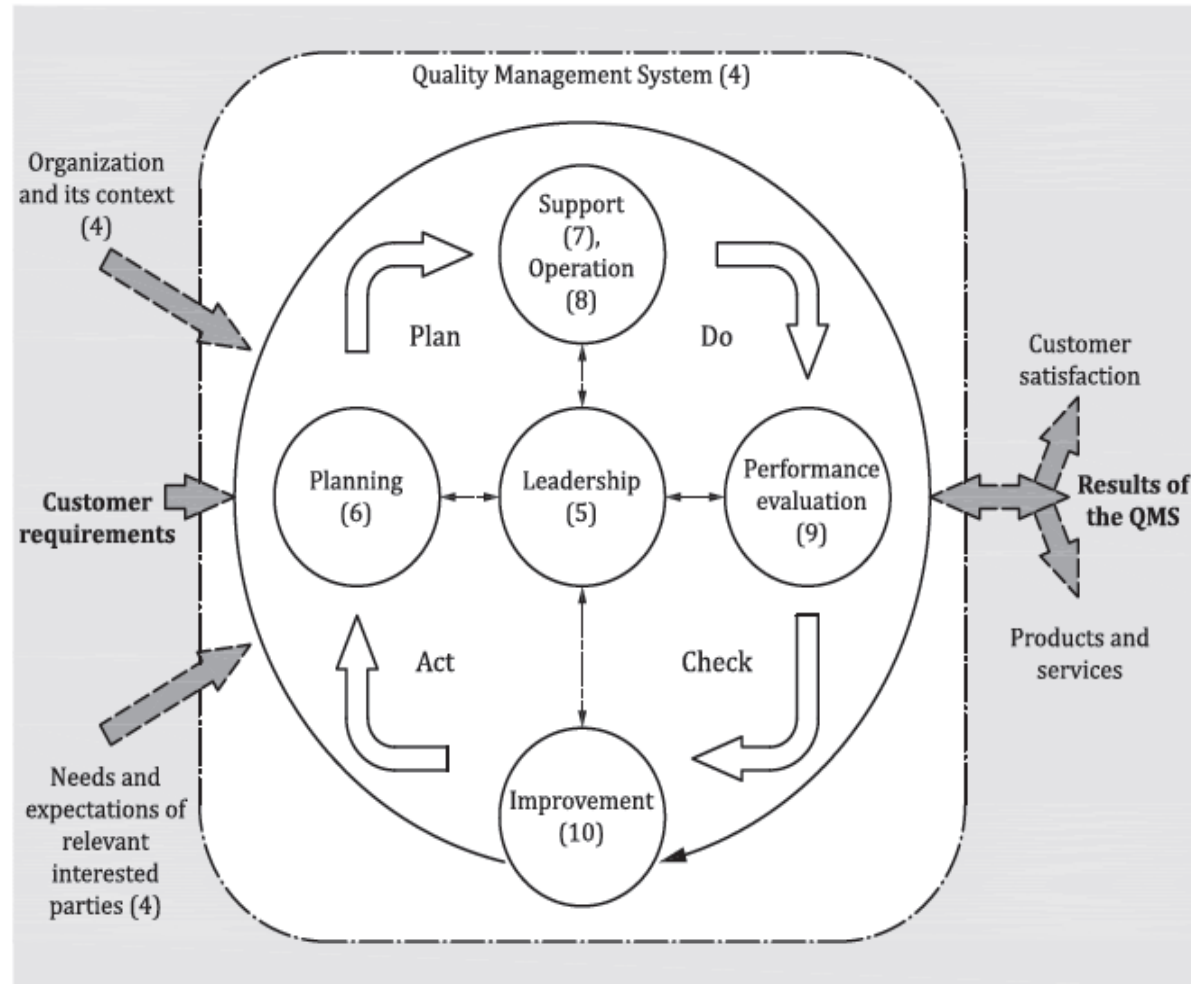 Quality Management System (4)
Organization
and its context
(4)
Support
(7),
Operation
(8)
Plan
Do
Customer
satisfaction
Planning
(6)
Leadership
(5)
Performance
evaluation
(9)
Customer
requirements
Results of
the QMS
Act
Check
Products and
services
Needs and
expectations of
relevant
interested
parties (4)
Improvement
(10)